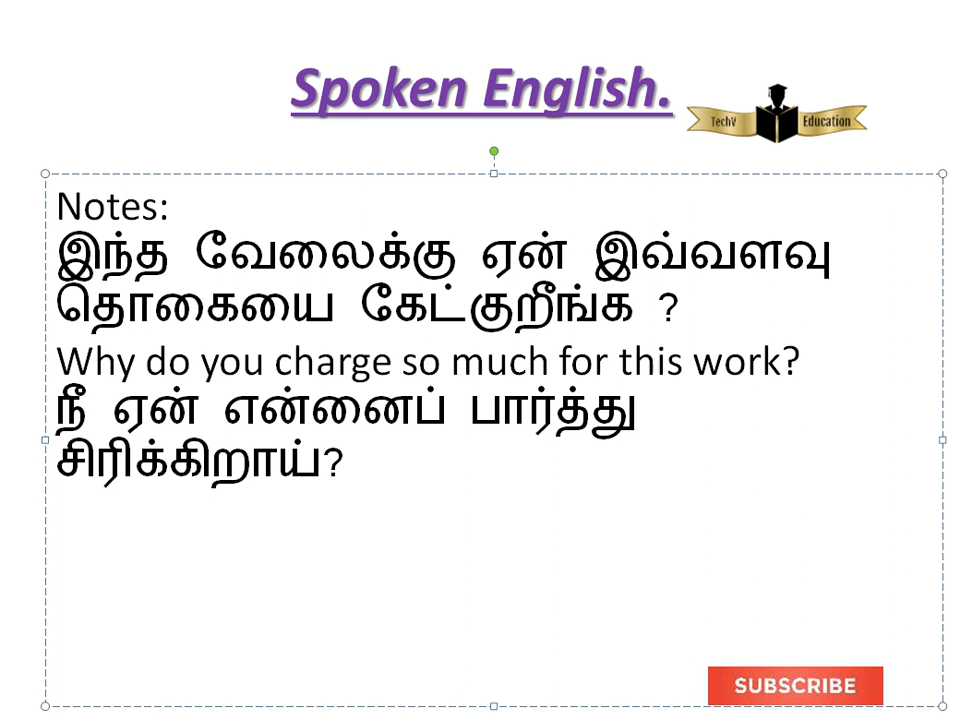 Spoken English.
TechV Education
Notes:
இந்த வேலைக்கு ஏன் இவ்வளவு
தொகையை கேட்குறீங்க ?
Why do you charge so much for this work?
நீ ஏன் என்னைப் பார்த்து
சிரிக்கிறாய்?
SUBSCRIBE